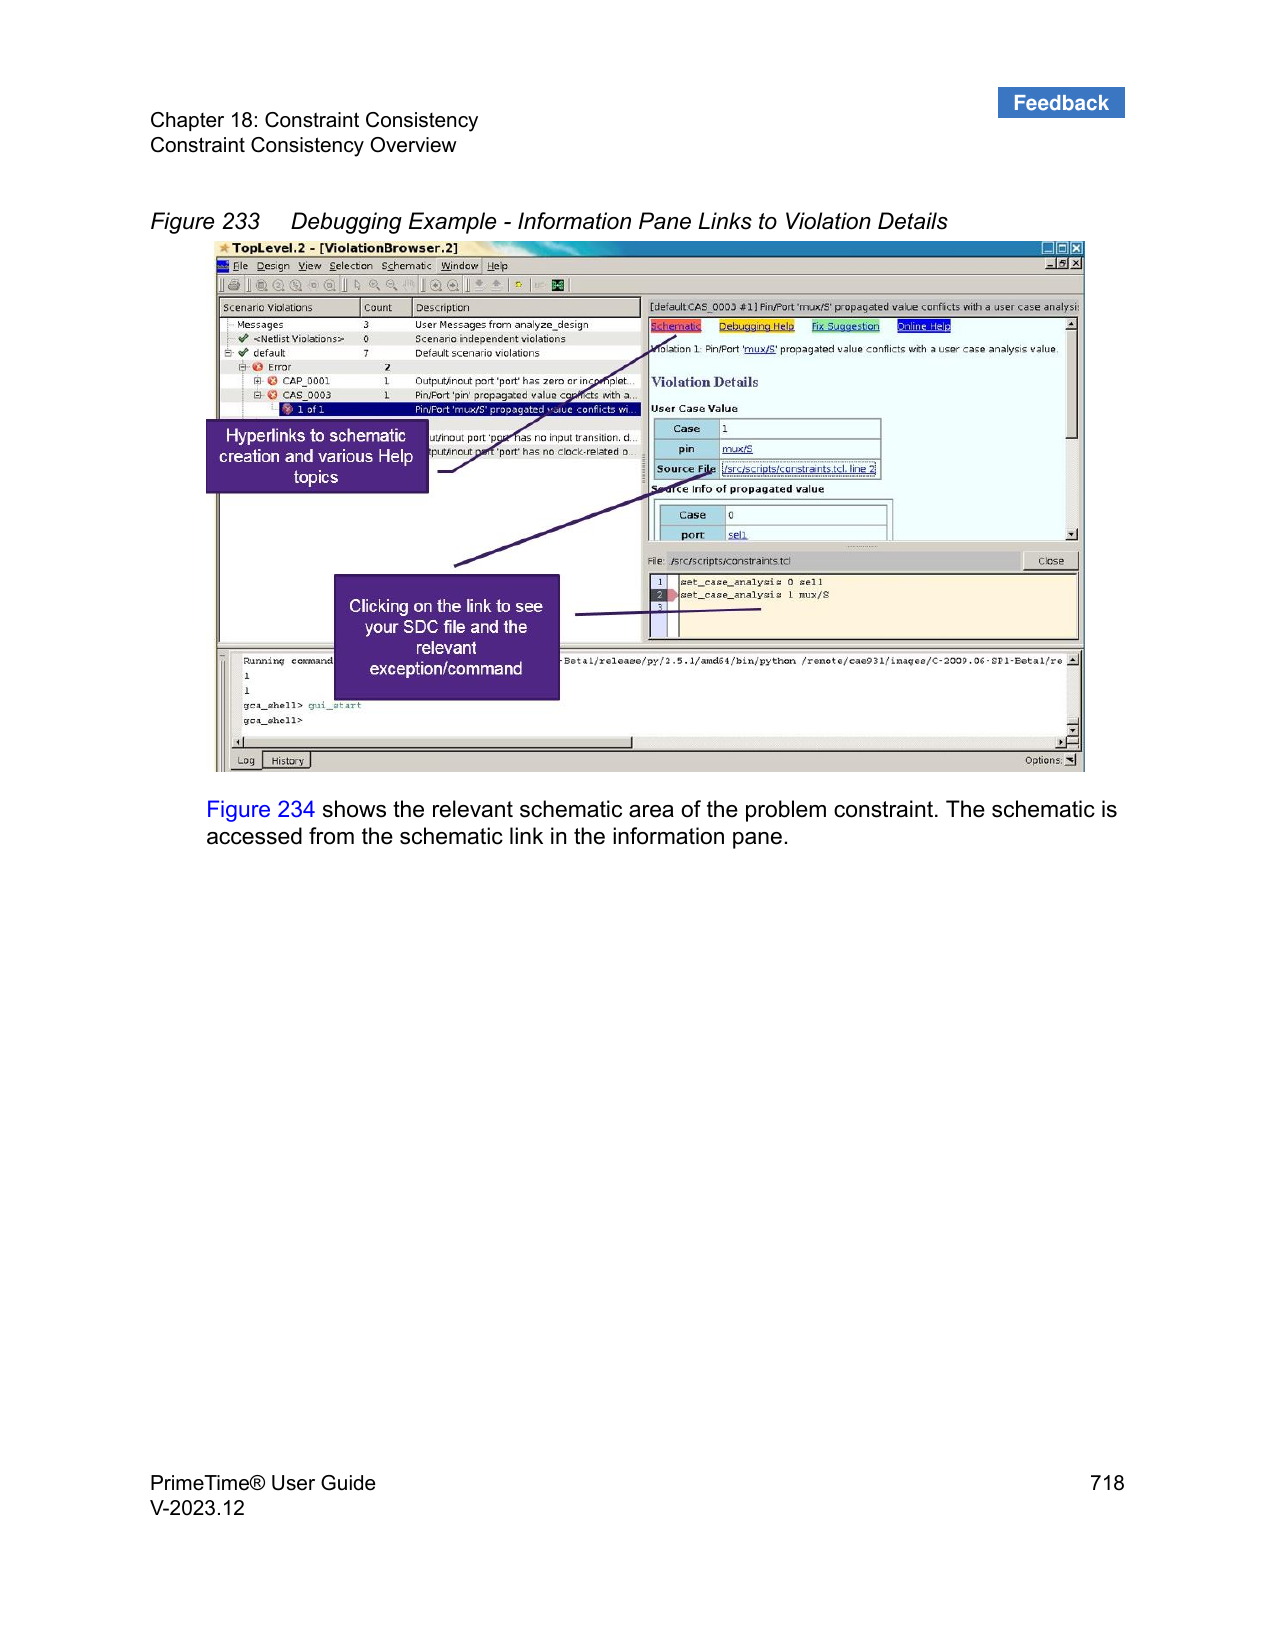 Feedback
Chapter 18: Constraint Consistency
Constraint Consistency Overview
Figure 233 Debugging Example - Information Pane Links to Violation Details
TopLevel.2 - [ViolationBrowser.2]
File Design View Selection Schematic Window Help
Scenario Violations Count Description
Messages 3 User Messages from analyze_design
<Netlist Violations> 0 Scenario independent violations
default 7 Default scenario violations
Error 2
CAP_0001 1 Output/inout port 'port' has zero or incomplet...
CAS_0003 1 Pin/Port 'pin' propagated value conflicts with a...
1 of 1 Pin/Port 'mux/S' propagated value conflicts wi...
ut/inout port 'port' has no input transition, d...
tput/inout port 'port' has no clock-related o...
Hyperlinks to schematic
creation and various Help
topics
[default:CAS_0003 #1] Pin/Port 'mux/S' propagated value conflicts with a user case analysi
Schematic Debugging Help Fix Suggestion Online Help
Violation 1: Pin/Port 'mux/S' propagated value conflicts with a user case analysis value.
Violation Details
User Case Value
Case 1
pin mux/S
Source File /src/scripts/constraints.tcl, line 2
Source Info of propagated value
Case 0
port sel1
File: /src/scripts/constraints.tcl Close
1 set_case_analysis 0 sel1
2 set_case_analysis 1 mux/S
3
Clicking on the link to see
your SDC file and the
relevant
exception/command
Running command -Beta1/release/py/2.5.1/amd64/bin/python /remote/cae931/images/C-2009.06-SP1-Beta1/re
1
1
gca_shell> gui_start
gca_shell>
Log History Options:
Figure 234 shows the relevant schematic area of the problem constraint. The schematic is
accessed from the schematic link in the information pane.
PrimeTime® User Guide 718
V-2023.12